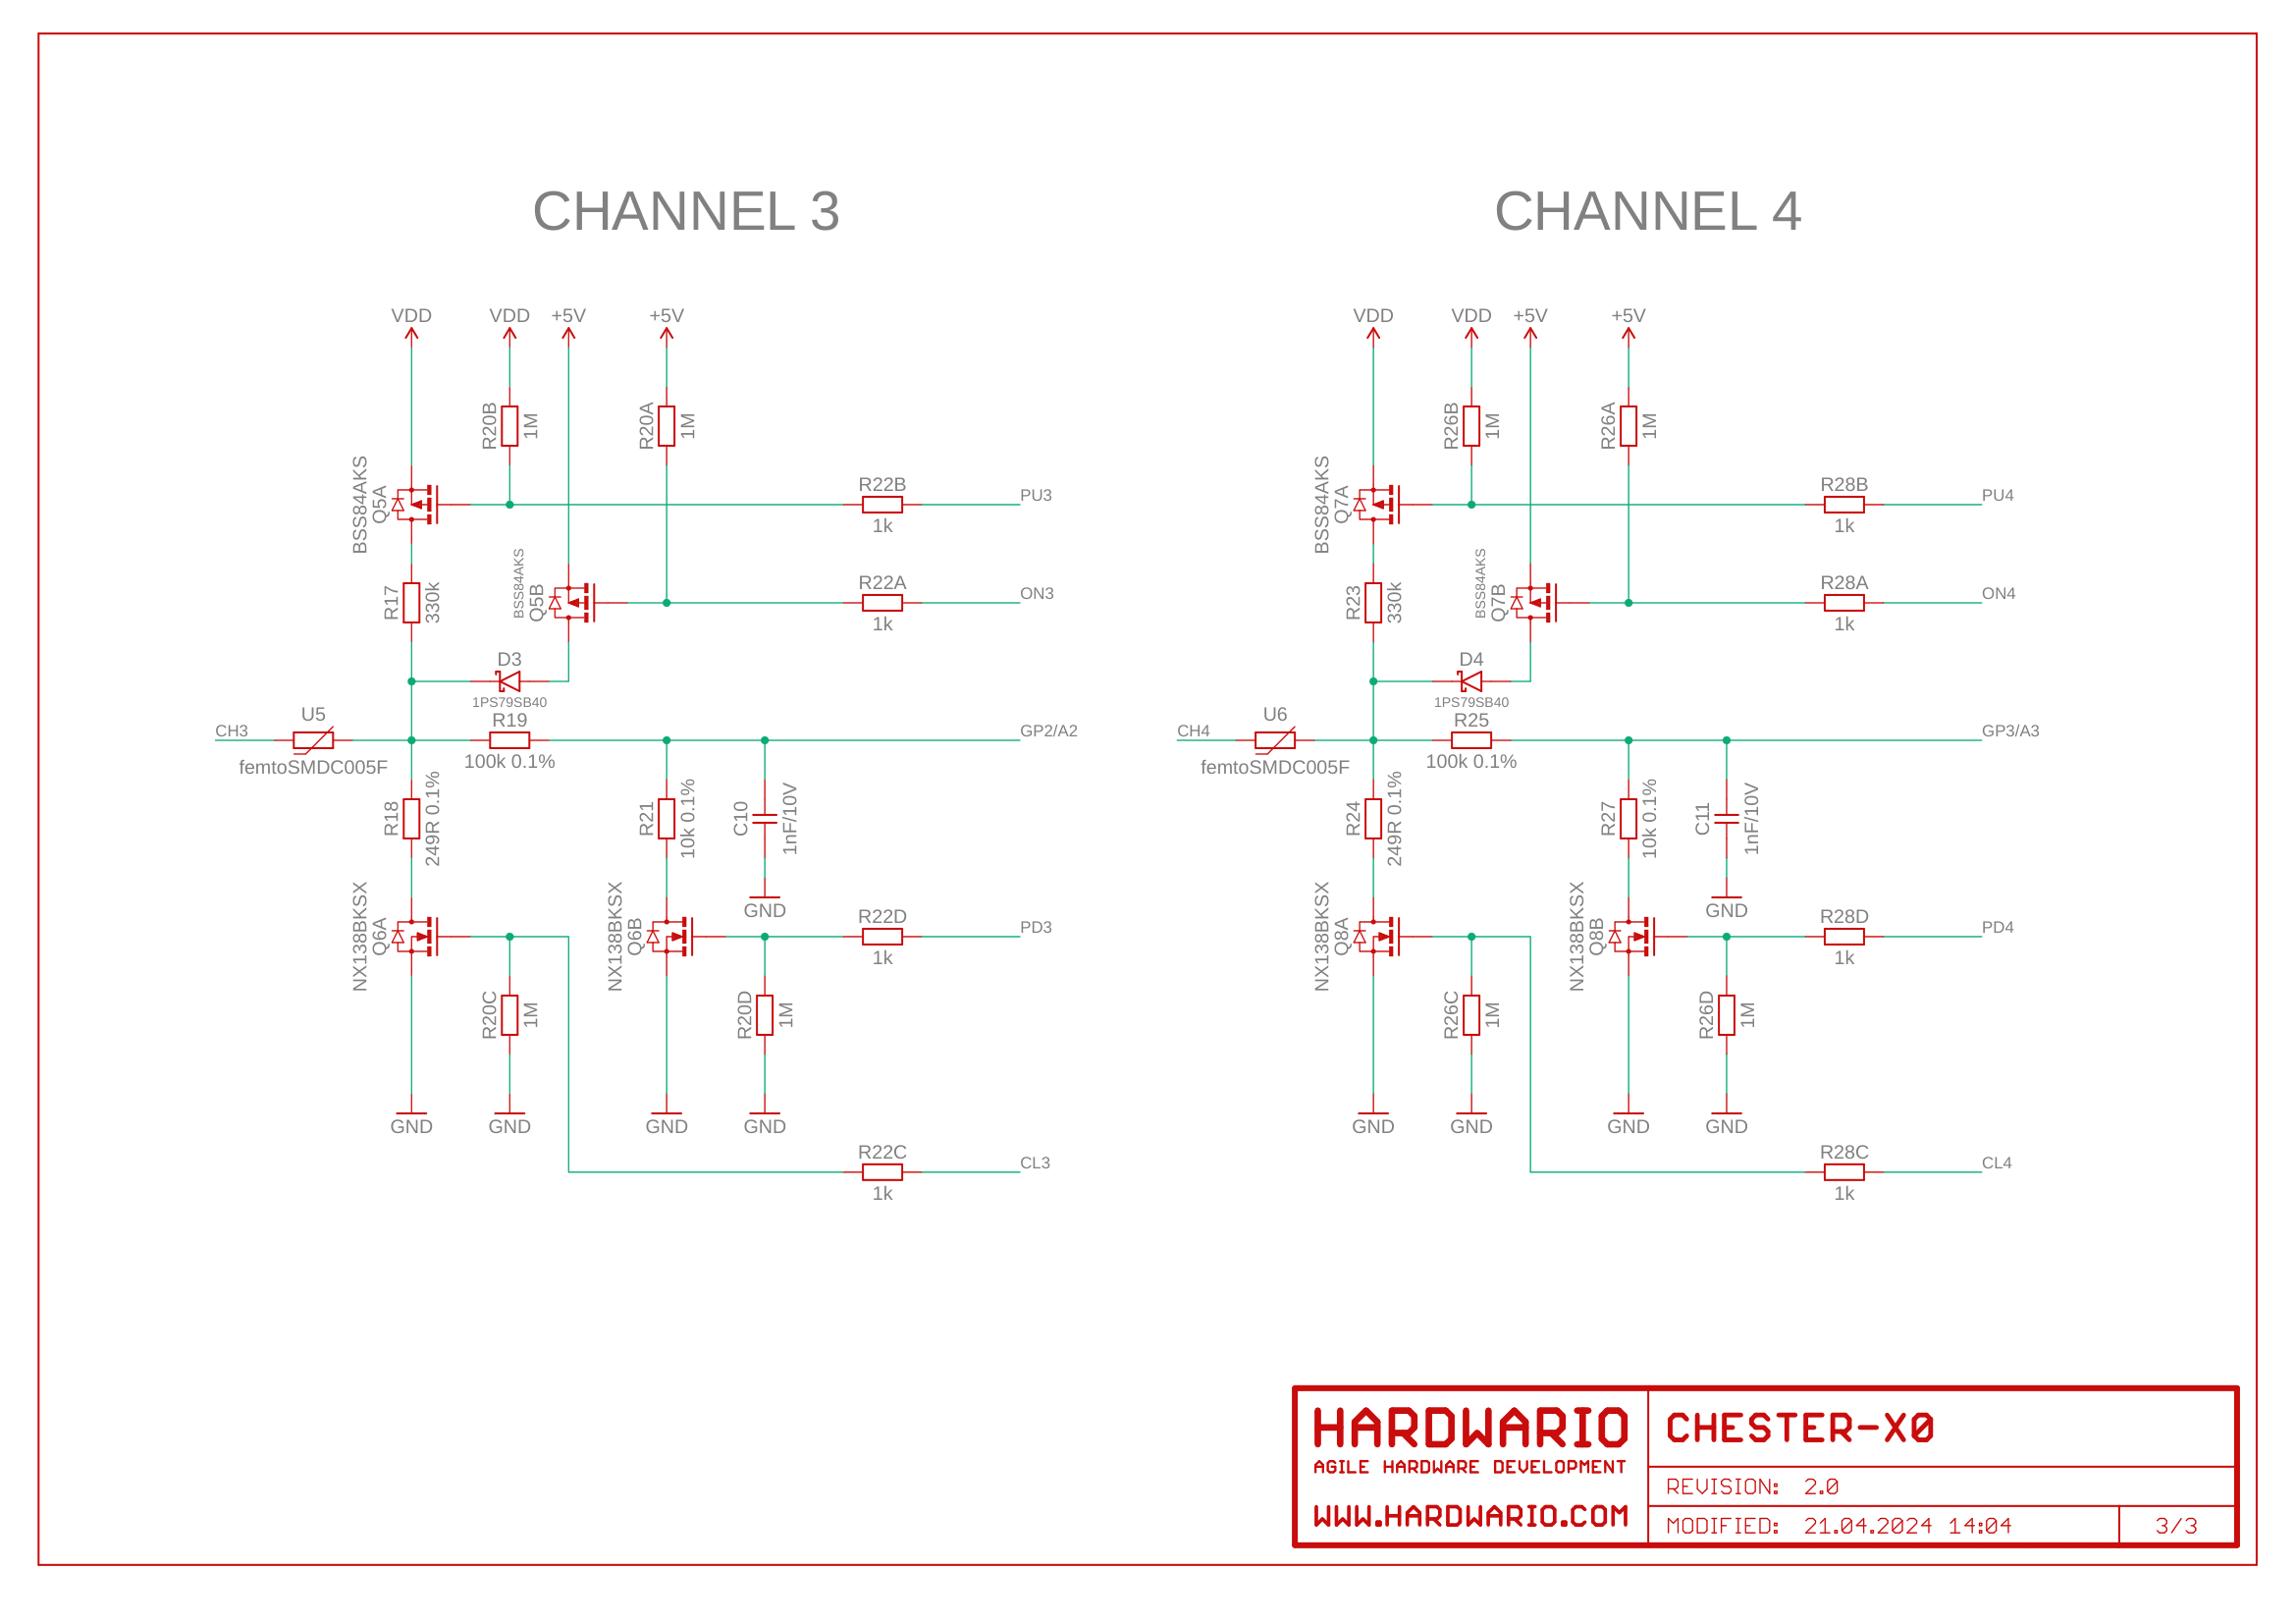 CHANNEL 3
VDD
VDD
+5V
+5V
R20B
1M
R20A
1M
BSS84AKS
Q5A
R22B
1k
PU3
R17
330k
BSS84AKS
Q5B
R22A
1k
ON3
D3
1PS79SB40
CH3
U5
femtoSMDC005F
R19
100k 0.1%
GP2/A2
R18
249R 0.1%
R21
10k 0.1%
C10
1nF/10V
GND
NX138BKSX
Q6A
NX138BKSX
Q6B
R22D
1k
PD3
R20C
1M
R20D
1M
GND
GND
GND
GND
R22C
1k
CL3
CHANNEL 4
VDD
VDD
+5V
+5V
R26B
1M
R26A
1M
BSS84AKS
Q7A
R28B
1k
PU4
R23
330k
BSS84AKS
Q7B
R28A
1k
ON4
D4
1PS79SB40
CH4
U6
femtoSMDC005F
R25
100k 0.1%
GP3/A3
R24
249R 0.1%
R27
10k 0.1%
C11
1nF/10V
GND
NX138BKSX
Q8A
NX138BKSX
Q8B
R28D
1k
PD4
R26C
1M
R26D
1M
GND
GND
GND
GND
R28C
1k
CL4
HARDWARIO
AGILE HARDWARE DEVELOPMENT
WWW.HARDWARIO.COM
CHESTER-X0
REVISION: 2.0
MODIFIED: 21.04.2024 14:04
3/3